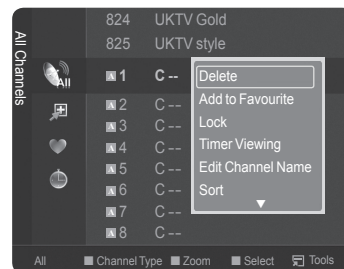 All Channels
824 UKTV Gold
825 UKTV style
All
A 1 C --
A 2 C --
A 3 C --
A 4 C --
A 5 C --
A 6 C --
A 7 C --
A 8 C --
Delete
Add to Favourite
Lock
Timer Viewing
Edit Channel Name
Sort
All Channel Type Zoom Select Tools